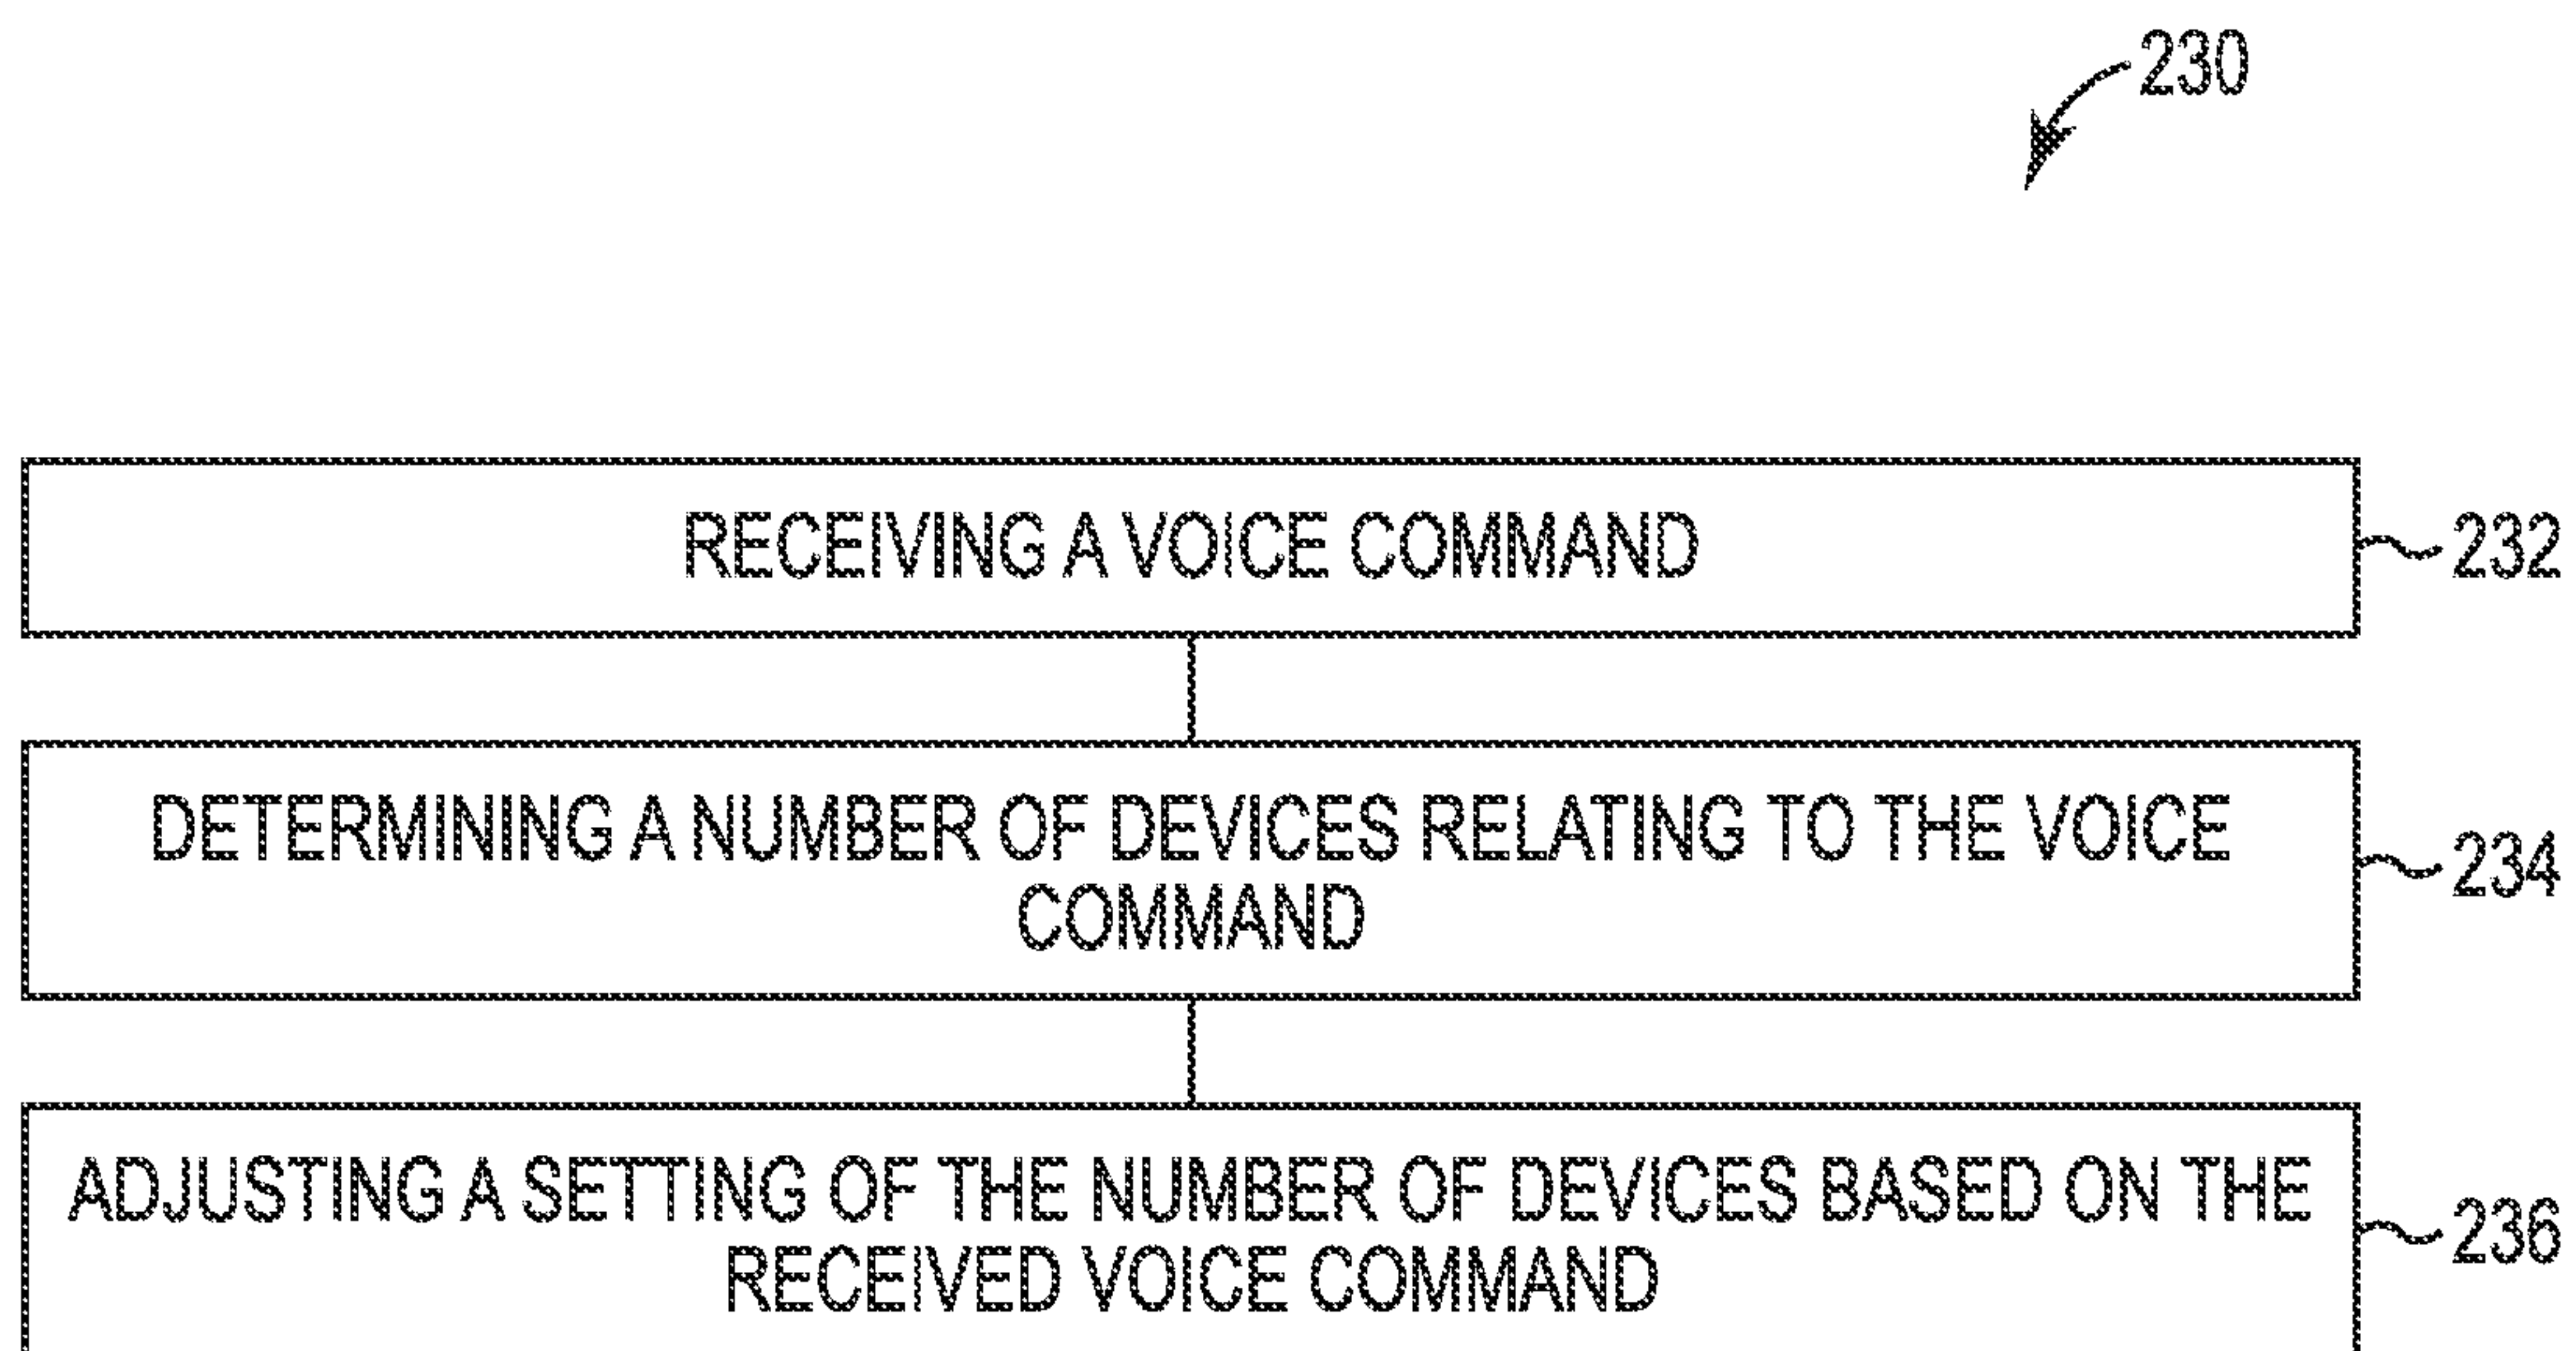 230
RECEIVING A VOICE COMMAND
232
DETERMINING A NUMBER OF DEVICES RELATING TO THE VOICE
COMMAND
234
ADJUSTING A SETTING OF THE NUMBER OF DEVICES BASED ON THE
RECEIVED VOICE COMMAND
236